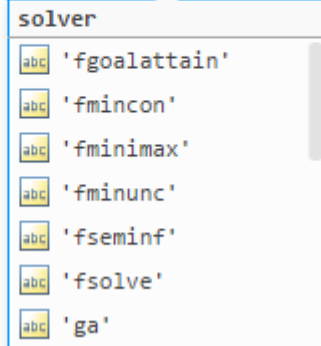 solver
abc 'fgoalattain'
abc 'fmincon'
abc 'fminimax'
abc 'fminunc'
abc 'fseminf'
abc 'fsolve'
abc 'ga'